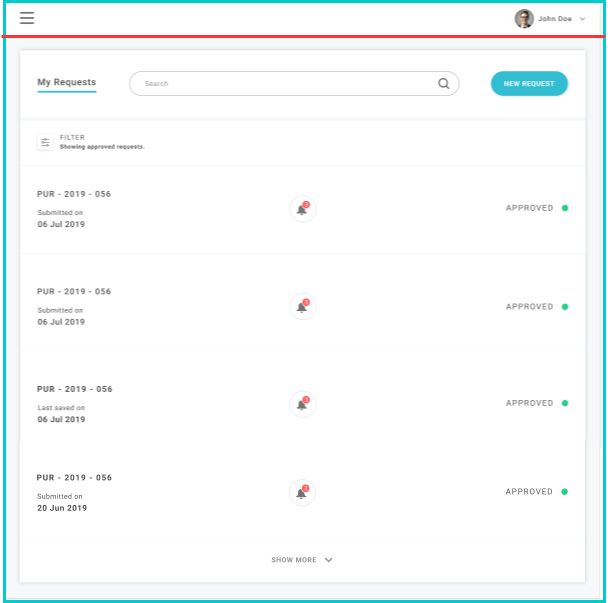 John Doe
My Requests
Search
NEW REQUEST
FILTER
Showing approved requests.
PUR - 2019 - 056
Submitted on
06 Jul 2019
3
APPROVED
PUR - 2019 - 056
Submitted on
06 Jul 2019
3
APPROVED
PUR - 2019 - 056
Last saved on
06 Jul 2019
3
APPROVED
PUR - 2019 - 056
Submitted on
20 Jun 2019
3
APPROVED
SHOW MORE